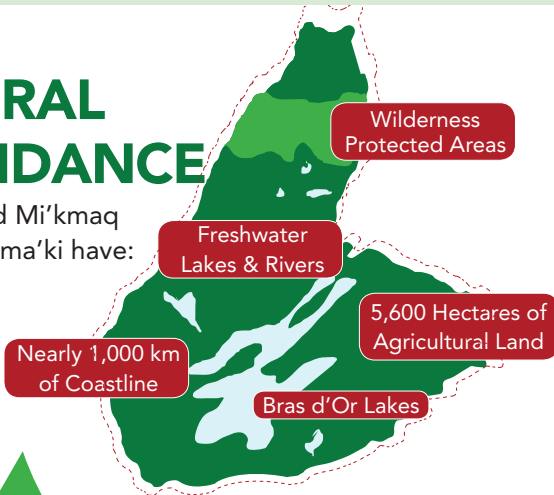 RAL
NDANCE
d Mi'kmaq
ma'ki have:
Wilderness
Protected Areas
Freshwater
Lakes & Rivers
5,600 Hectares of
Agricultural Land
Nearly 1,000 km
of Coastline
Bras d'Or Lakes